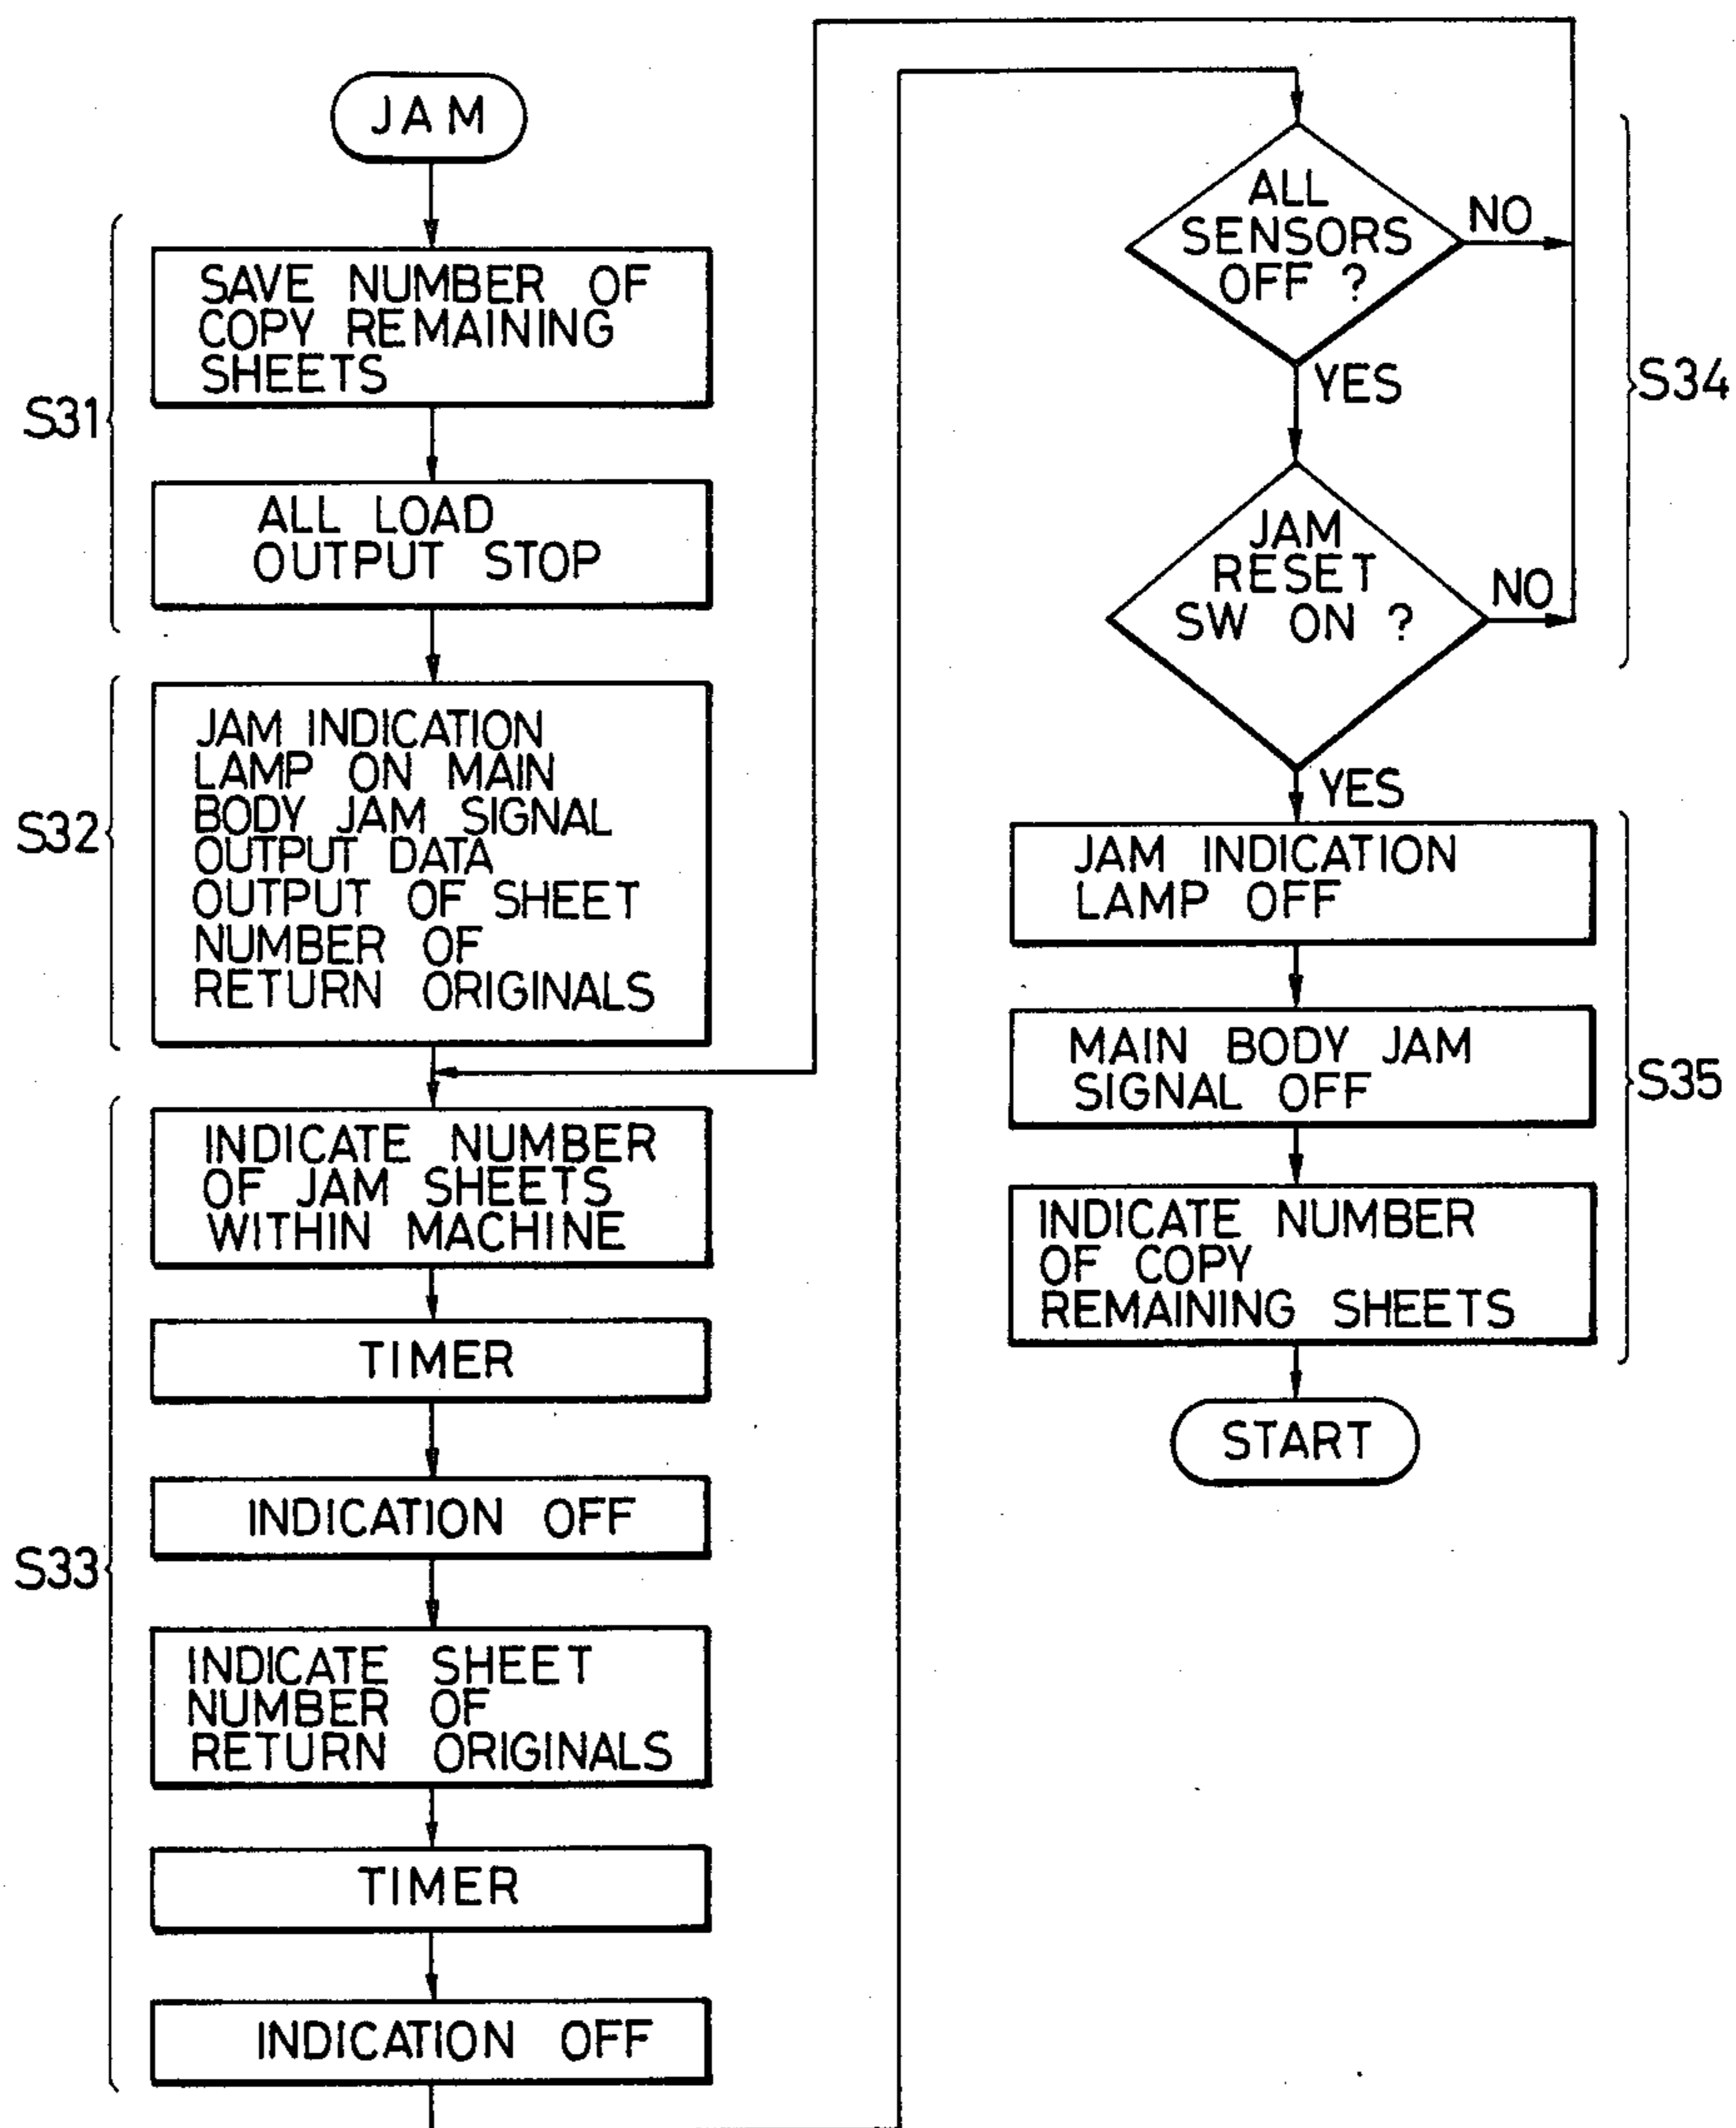 JAM
S31
SAVE NUMBER OF
COPY REMAINING
SHEETS
ALL LOAD
OUTPUT STOP
S32
JAM INDICATION
LAMP ON MAIN
BODY JAM SIGNAL
OUTPUT DATA
OUTPUT OF SHEET
NUMBER OF
RETURN ORIGINALS
S33
INDICATE NUMBER
OF JAM SHEETS
WITHIN MACHINE
TIMER
INDICATION OFF
INDICATE SHEET
NUMBER OF
RETURN ORIGINALS
TIMER
INDICATION OFF
ALL
SENSORS
OFF ?
NO
YES
S34
JAM
RESET
SW ON ?
NO
YES
JAM INDICATION
LAMP OFF
MAIN BODY JAM
SIGNAL OFF
S35
INDICATE NUMBER
OF COPY
REMAINING SHEETS
START